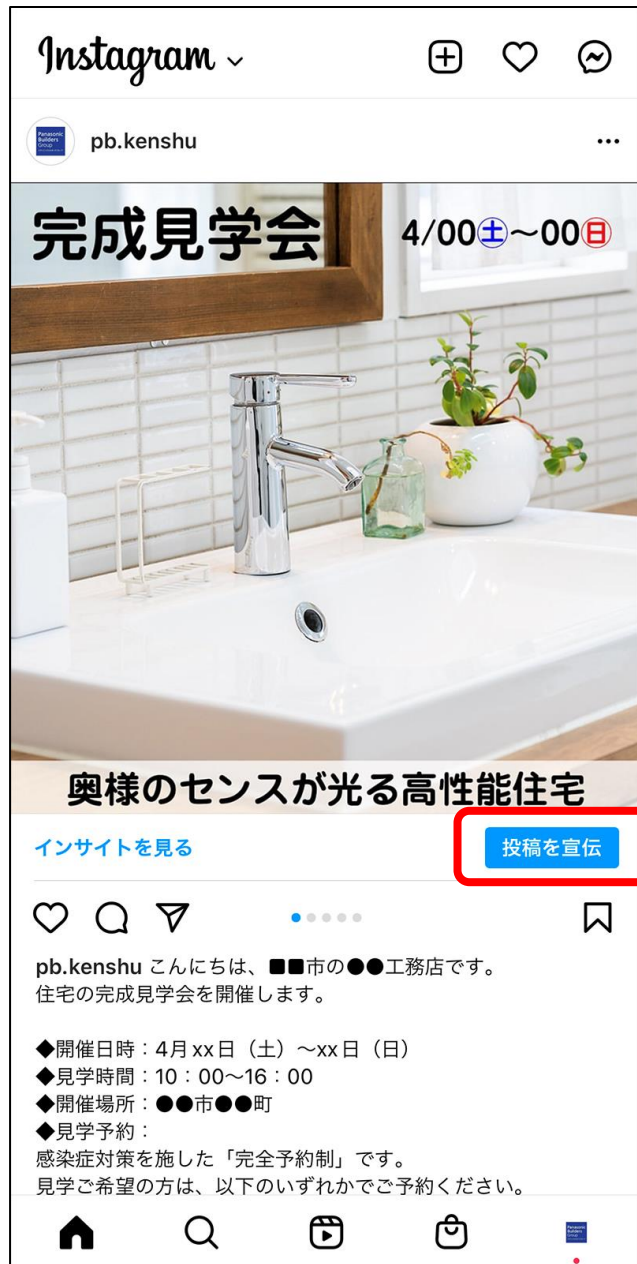 Instagram
Panasonic
Builders
Group
pb.kenshu
完成見学会
4/00土～00日
奥様のセンスが光る高性能住宅
インサイトを見る
投稿を宣伝
pb.kenshu こんにちは、■■市の●●工務店です。
住宅の完成見学会を開催します。
◆開催日時：4月xx日（土）～xx日（日）
◆見学時間：10：00～16：00
◆開催場所：●●市●●町
◆見学予約：
感染症対策を施した「完全予約制」です。
見学ご希望の方は、以下のいずれかでご予約ください。
Panasonic
Builders
Group